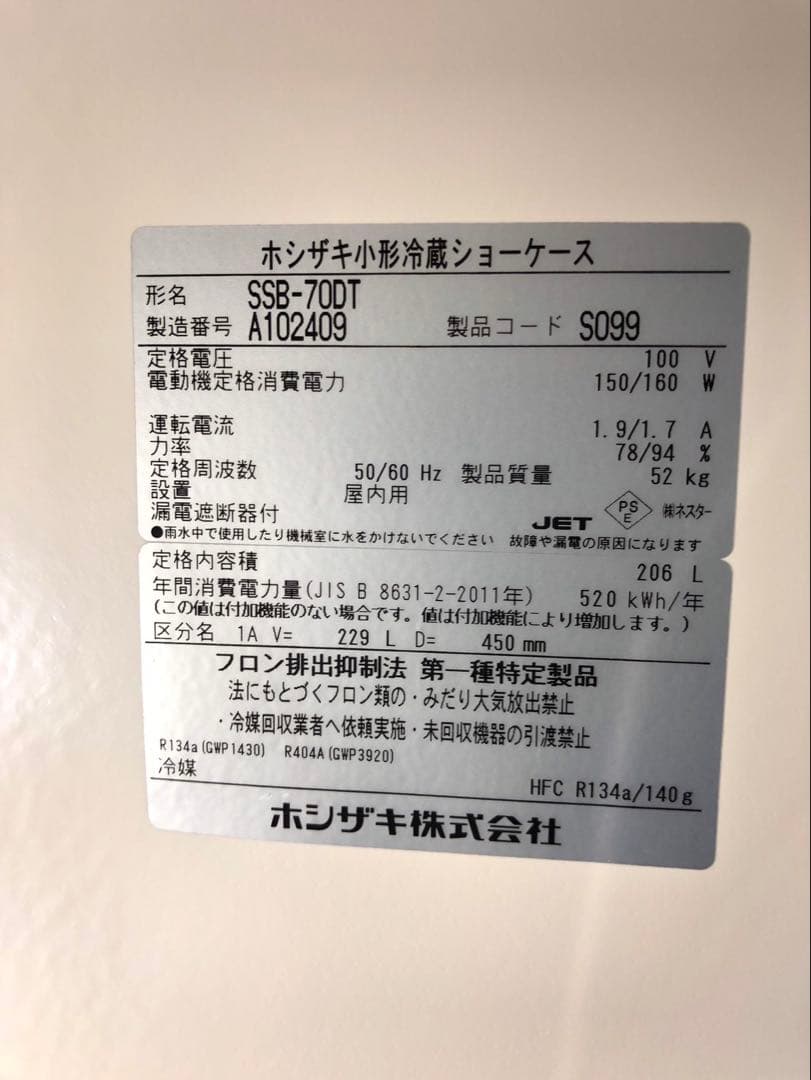 ホシザキ小形冷蔵ショーケース
形名 SSB-70DT
製造番号 A102409 製品コード S099
定格電圧 100 V
電動機定格消費電力 150/160 W
運転電流 1.9/1.7 A
力率 78/94 %
定格周波数 50/60 Hz 製品質量 52 kg
設置 屋内用
漏電遮断器付 JET PS E ㈱ネスター
●雨水中で使用したり機械室に水をかけないでください 故障や漏電の原因になります
定格内容積 206 L
年間消費電力量(JIS B 8631-2-2011年) 520 kWh/年
(この値は付加機能のない場合です。値は付加機能により増加します。)
区分名 1A V= 229 L D= 450 mm
フロン排出抑制法 第一種特定製品
法にもとづくフロン類の・みだり大気放出禁止
・冷媒回収業者へ依頼実施・未回収機器の引渡禁止
R134a(GWP1430) R404A(GWP3920)
冷媒 HFC R134a/140g
ホシザキ株式会社